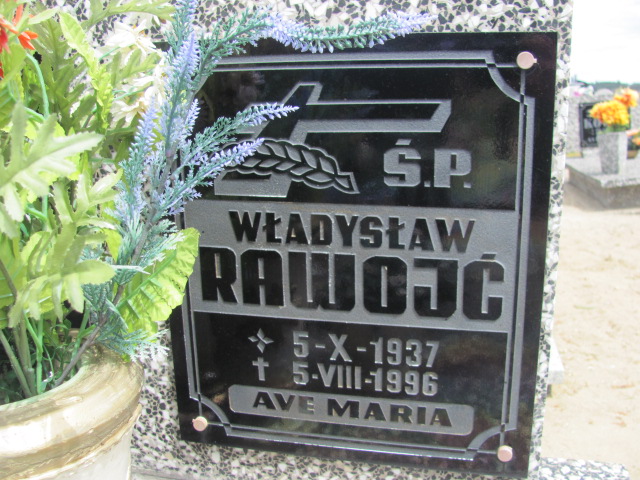 Ś.P.
WŁADYSŁAW
RAWOJĆ
5-X-1937
5-VIII-1996
AVE MARIA